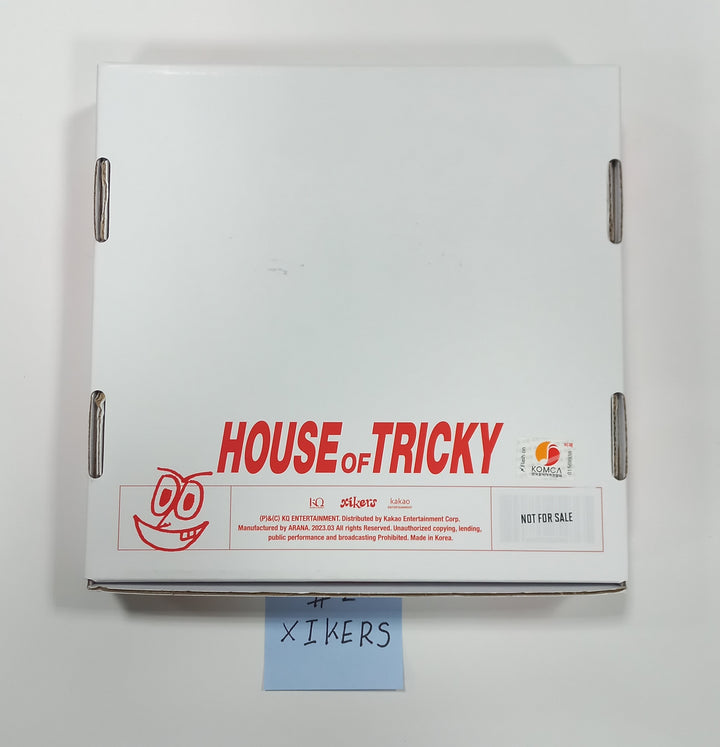 HOUSE OF TRICKY
KOMCA
Flash on
KQ xikers kakao
ENTERTAINMENT
(P)&(C) KQ ENTERTAINMENT. Distributed by Kakao Entertainment Corp.
Manufactured by ARANA. 2023.03 All rights Reserved. Unauthorized copying, lending,
public performance and broadcasting Prohibited. Made in Korea.
NOT FOR SALE
XIKERS